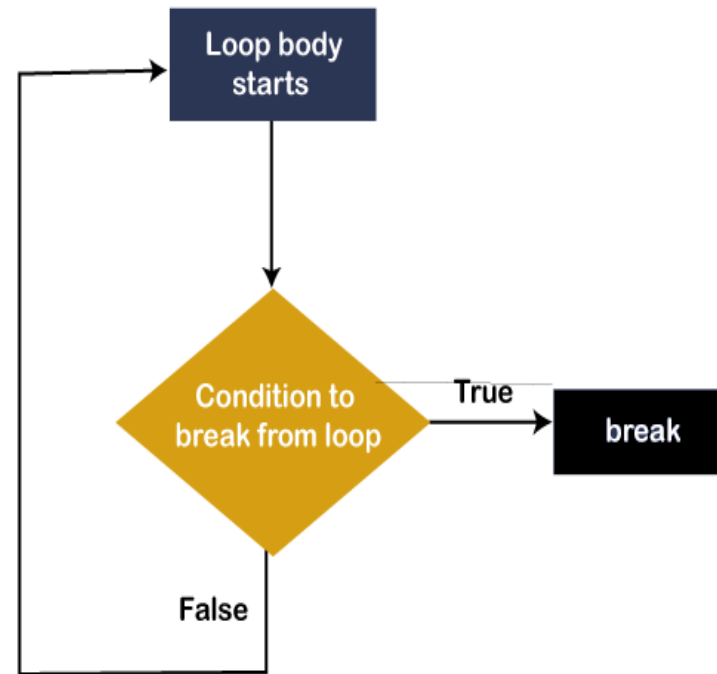 Loop body
starts
Condition to
break from loop
True
break
False